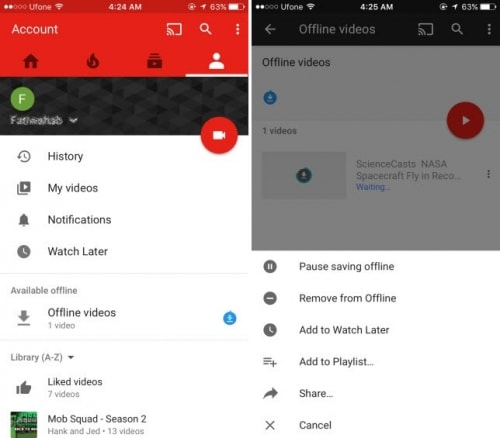 Ufone
4:24 AM
63%
Account
F
Fatiwahab
History
My videos
Notifications
Watch Later
Available offline
Offline videos
1 video
Library (A-Z)
Liked videos
7 videos
Mob Squad - Season 2
Hank and Jed • 13 videos
Ufone
4:25 AM
63%
Offline videos
Offline videos
1 videos
ScienceCasts NASA
Spacecraft Fly in Reco...
Waiting...
Pause saving offline
Remove from Offline
Add to Watch Later
Add to Playlist...
Share...
Cancel